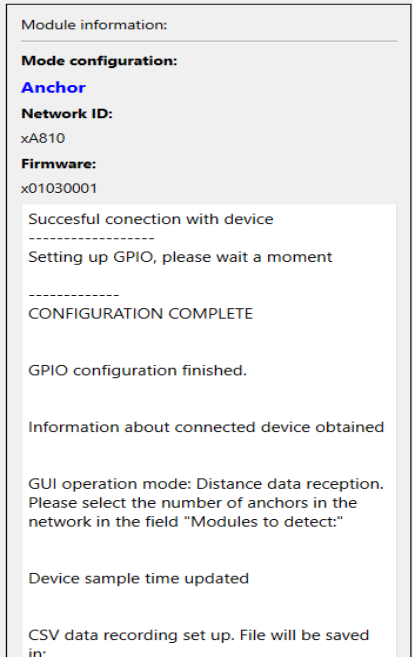 Module information:
Mode configuration:
Anchor
Network ID:
xA810
Firmware:
x01030001
Succesful conection with device
------------------
Setting up GPIO, please wait a moment
-------------
CONFIGURATION COMPLETE
GPIO configuration finished.
Information about connected device obtained
GUI operation mode: Distance data reception.
Please select the number of anchors in the
network in the field "Modules to detect:"
Device sample time updated
CSV data recording set up. File will be saved
in: